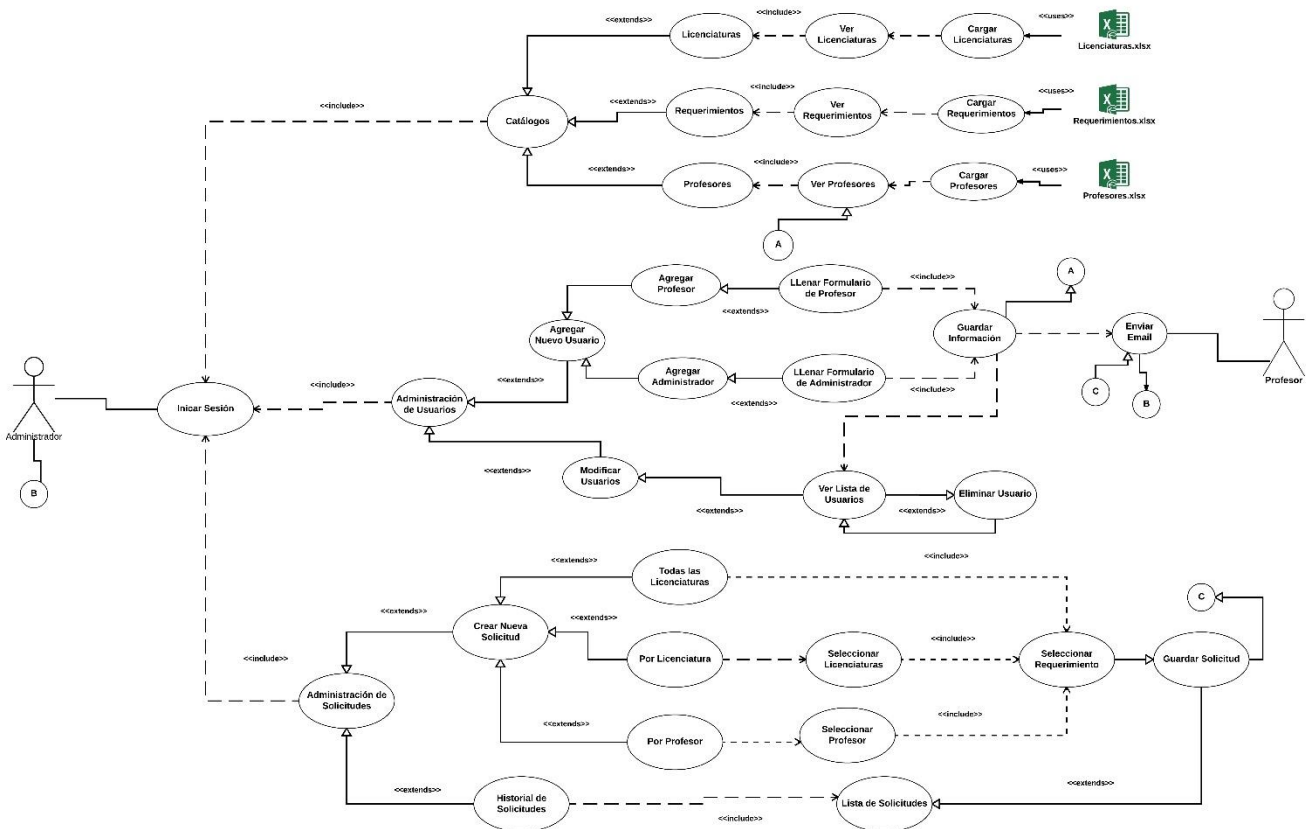 <<extends>>
<<include>>
<<uses>>
Licenciaturas
Ver
Licenciaturas
Cargar
Licenciaturas
Licenciaturas.xlsx
<<include>>
<<extends>>
<<include>>
<<uses>>
Catálogos
Requerimientos
Ver
Requerimientos
Cargar
Requerimientos
Requerimientos.xlsx
<<extends>>
<<include>>
<<uses>>
Profesores
Ver Profesores
Cargar
Profesores
Profesores.xlsx
A
Agregar
Profesor
LLenar Formulario
de Profesor
<<include>>
A
<<extends>>
Agregar
Nuevo Usuario
Guardar
Información
Enviar
Email
Profesor
Agregar
Administrador
LLenar Formulario
de Administrador
<<include>>
<<extends>>
C
B
Administrador
B
Inicar Sesión
<<include>>
Administración
de Usuarios
<<extends>>
<<extends>>
Modificar
Usuarios
<<extends>>
Ver Lista de
Usuarios
<<extends>>
Eliminar Usuario
<<extends>>
Todas las
Licenciaturas
<<include>>
C
<<extends>>
Crear Nueva
Solicitud
<<extends>>
Por Licenciatura
Seleccionar
Licenciaturas
<<include>>
Seleccionar
Requerimiento
Guardar Solicitud
<<include>>
Administración de
Solicitudes
<<extends>>
Por Profesor
Seleccionar
Profesor
<<include>>
<<extends>>
Historial de
Solicitudes
<<include>>
Lista de Solicitudes
<<extends>>